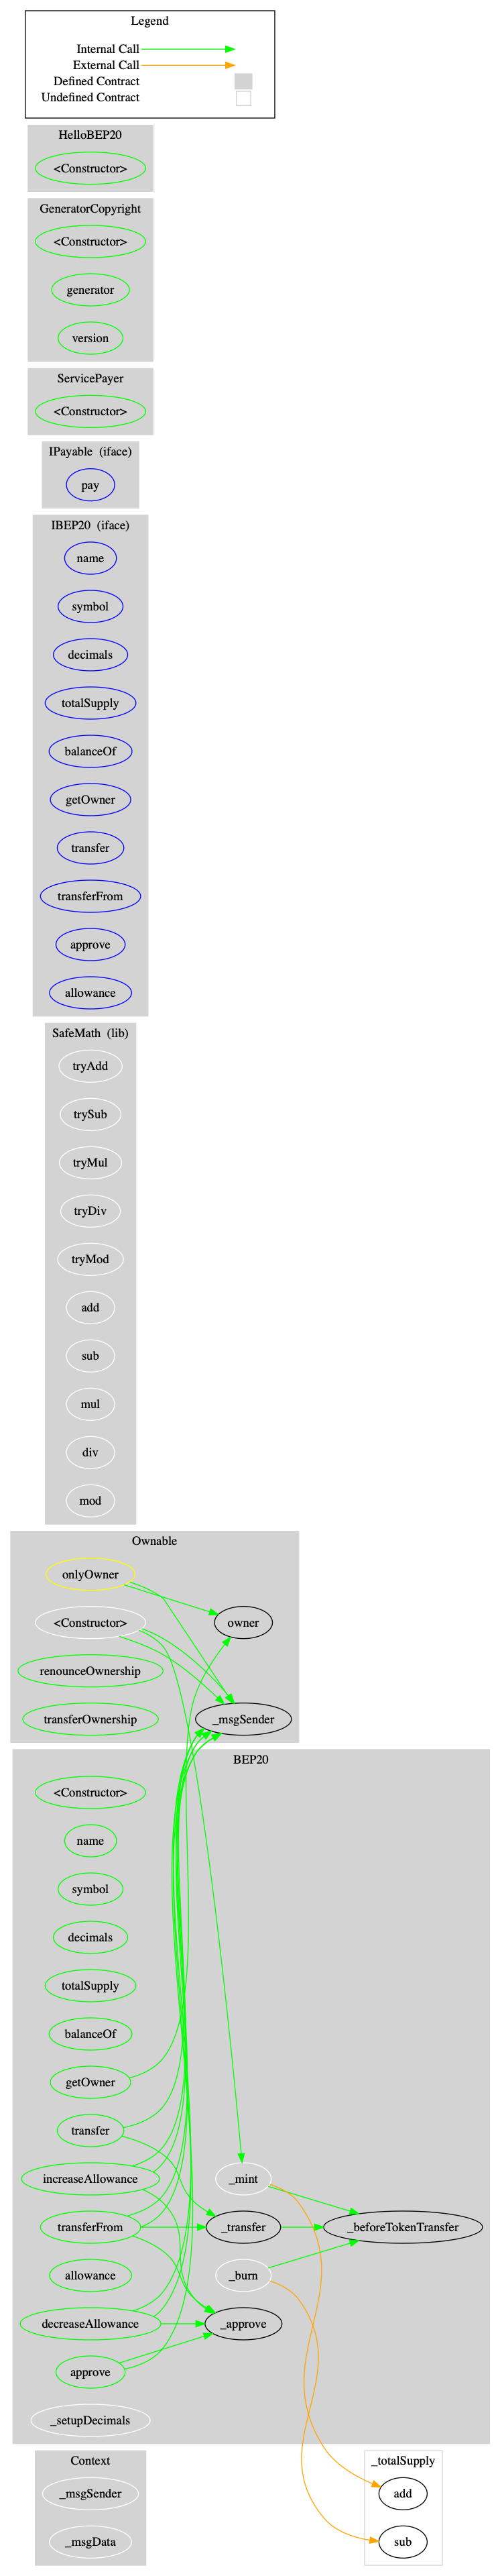 Legend
Internal Call
External Call
Defined Contract
Undefined Contract
HelloBEP20
<Constructor>
GeneratorCopyright
<Constructor>
generator
version
ServicePayer
<Constructor>
IPayable (iface)
pay
IBEP20 (iface)
name
symbol
decimals
totalSupply
balanceOf
getOwner
transfer
transferFrom
approve
allowance
SafeMath (lib)
tryAdd
trySub
tryMul
tryDiv
tryMod
add
sub
mul
div
mod
Ownable
onlyOwner
<Constructor>
owner
renounceOwnership
transferOwnership
_msgSender
BEP20
<Constructor>
name
symbol
decimals
totalSupply
balanceOf
getOwner
transfer
increaseAllowance
_mint
transferFrom
_transfer
_beforeTokenTransfer
allowance
_burn
decreaseAllowance
_approve
approve
_setupDecimals
Context
_totalSupply
_msgSender
add
_msgData
sub